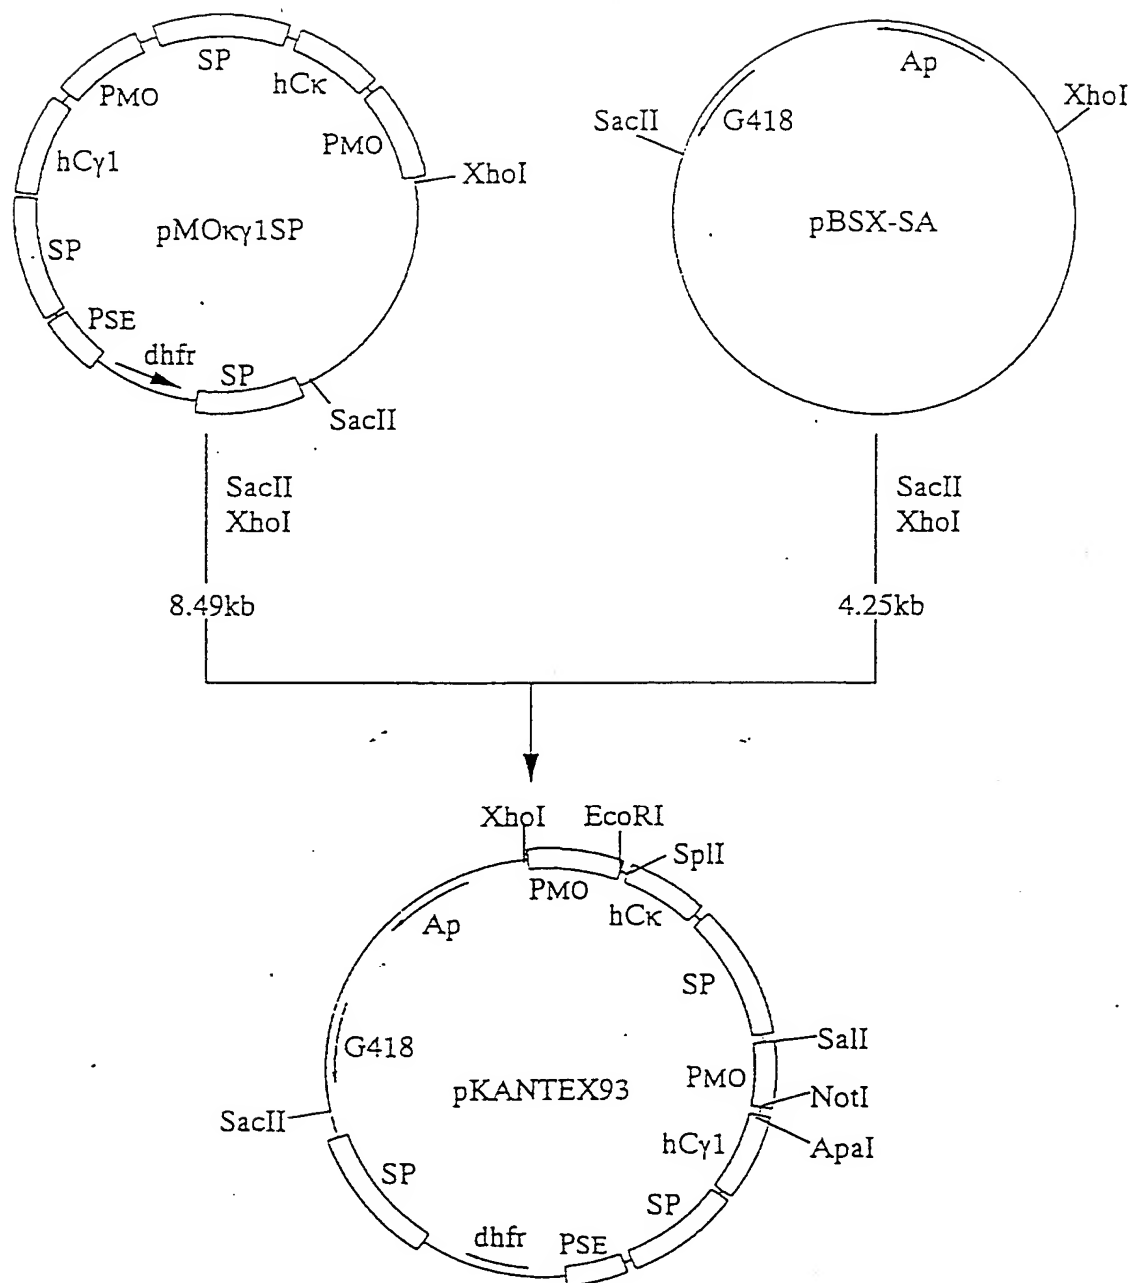 SP
hCκ
PMO
PMO
hCγ1
XhoI
pMOκγ1SP
SP
PSE
dhfr
SP
SacII
Ap
XhoI
SacII
G418
pBSX-SA
SacII
XhoI
8.49kb
SacII
XhoI
4.25kb
XhoI
EcoRI
SplI
PMO
hCκ
Ap
SP
G418
SalI
PMO
pKANTEX93
NotI
SacII
hCγ1
ApaI
SP
SP
dhfr
PSE